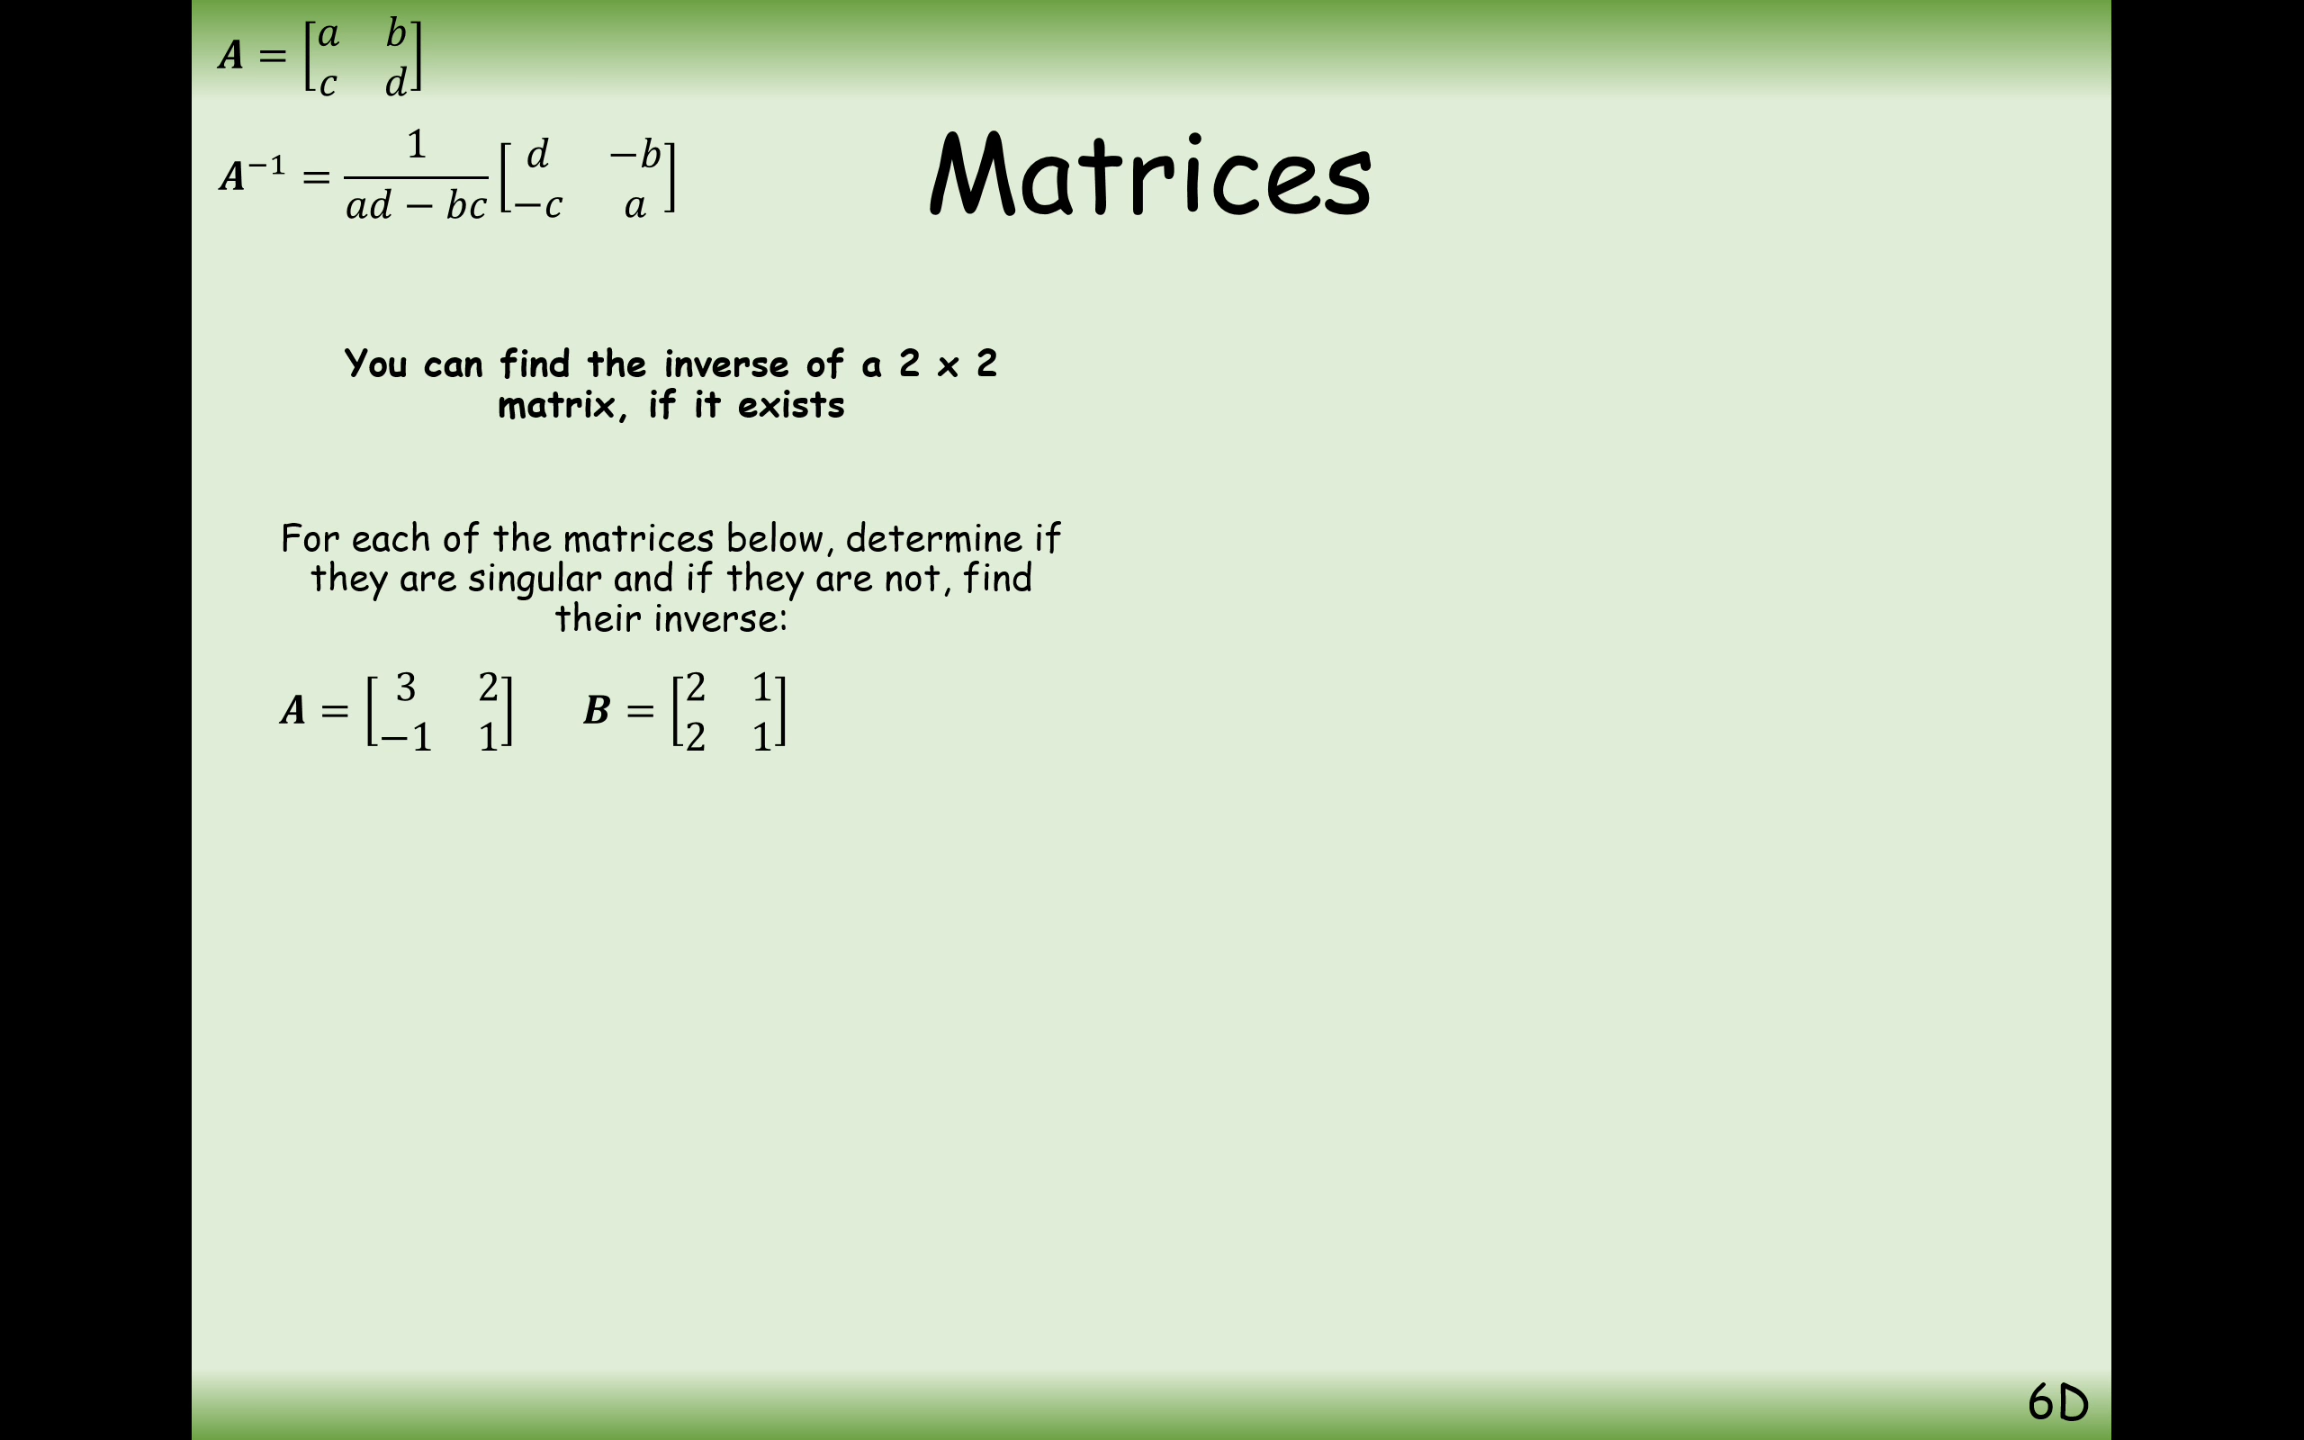 A = [a b; c d]
A⁻¹ = 1/(ad − bc) [d −b; −c a]
Matrices
You can find the inverse of a 2 x 2
matrix, if it exists
For each of the matrices below, determine if
they are singular and if they are not, find
their inverse:
A = [3 2; −1 1] B = [2 1; 2 1]
6D